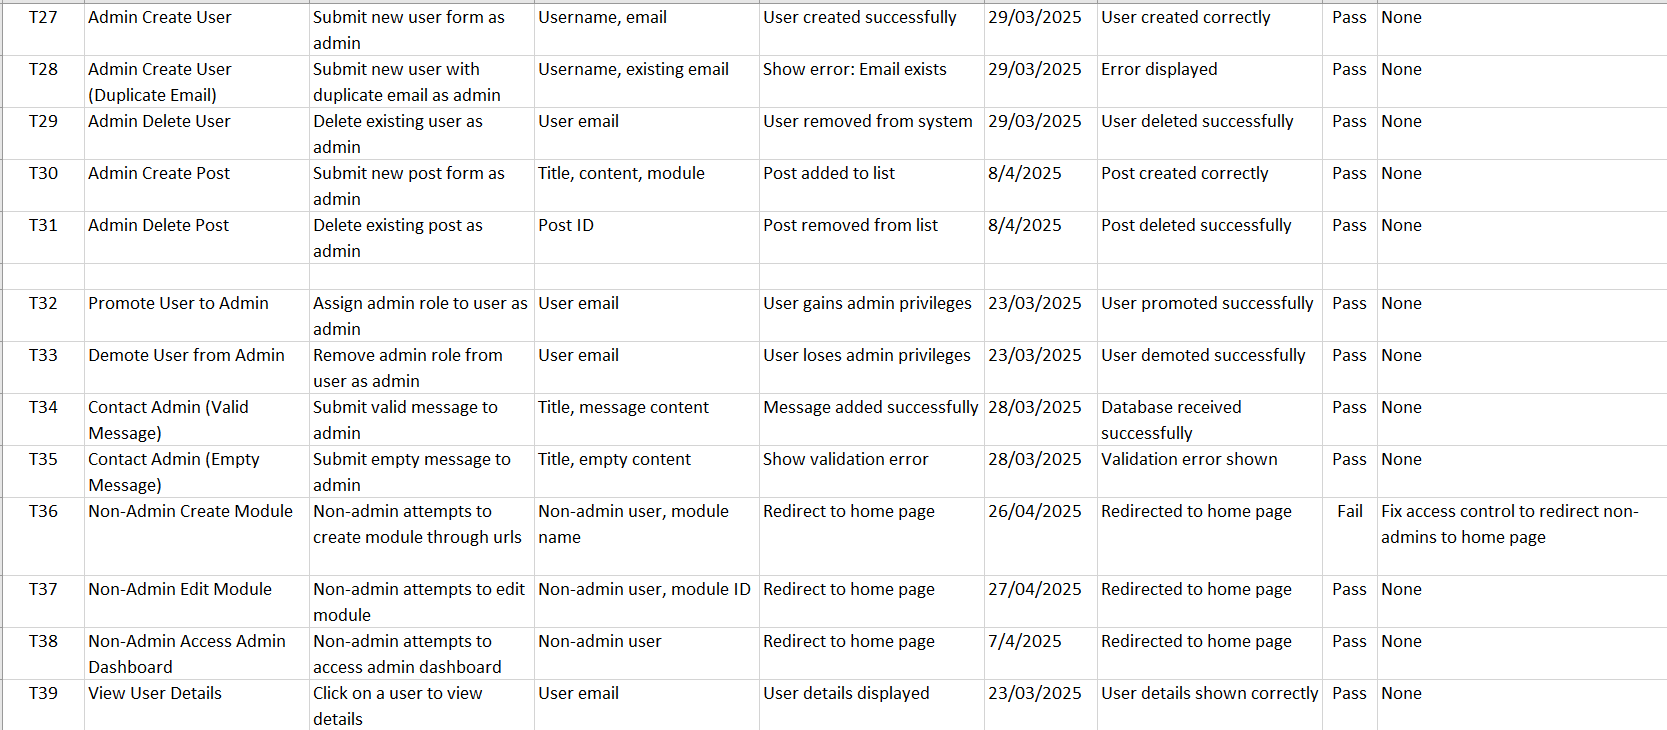 T27 Admin Create User Submit new user form as Username, email User created successfully 29/03/2025 User created correctly Pass None
admin
T28 Admin Create User Submit new user with Username, existing email Show error: Email exists 29/03/2025 Error displayed Pass None
(Duplicate Email) duplicate email as admin
T29 Admin Delete User Delete existing user as User email User removed from system 29/03/2025 User deleted successfully Pass None
admin
T30 Admin Create Post Submit new post form as Title, content, module Post added to list 8/4/2025 Post created correctly Pass None
admin
T31 Admin Delete Post Delete existing post as Post ID Post removed from list 8/4/2025 Post deleted successfully Pass None
admin
T32 Promote User to Admin Assign admin role to user as User email User gains admin privileges 23/03/2025 User promoted successfully Pass None
admin
T33 Demote User from Admin Remove admin role from User email User loses admin privileges 23/03/2025 User demoted successfully Pass None
user as admin
T34 Contact Admin (Valid Submit valid message to Title, message content Message added successfully 28/03/2025 Database received Pass None
Message) admin successfully
T35 Contact Admin (Empty Submit empty message to Title, empty content Show validation error 28/03/2025 Validation error shown Pass None
Message) admin
T36 Non-Admin Create Module Non-admin attempts to Non-admin user, module Redirect to home page 26/04/2025 Redirected to home page Fail Fix access control to redirect non-
create module through urls name admins to home page
T37 Non-Admin Edit Module Non-admin attempts to edit Non-admin user, module ID Redirect to home page 27/04/2025 Redirected to home page Pass None
module
T38 Non-Admin Access Admin Non-admin attempts to Non-admin user Redirect to home page 7/4/2025 Redirected to home page Pass None
Dashboard access admin dashboard
T39 View User Details Click on a user to view User email User details displayed 23/03/2025 User details shown correctly Pass None
details